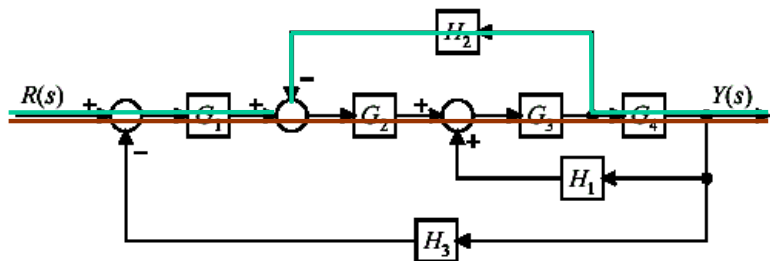 H₂
−
R(s) + G₁ + G₂ + G₃ G₄ Y(s)
− +
H₁
H₃